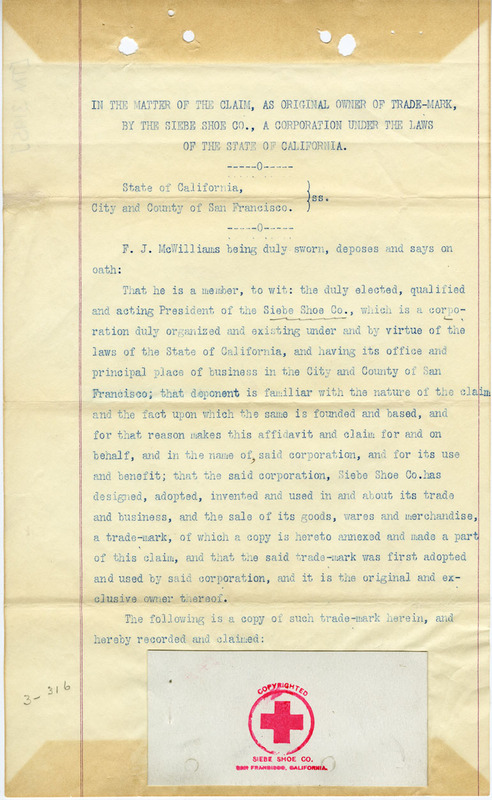 IN THE MATTER OF THE CLAIM, AS ORIGINAL OWNER OF TRADE-MARK,
BY THE SIEBE SHOE CO., A CORPORATION UNDER THE LAWS
OF THE STATE OF CALIFORNIA.
-----O-----
State of California,
City and County of San Francisco. }ss.
-----O-----
F. J. McWilliams being duly sworn, deposes and says on
oath:
That he is a member, to wit: the duly elected, qualified
and acting President of the Siebe Shoe Co., which is a corpo-
ration duly organized and existing under and by virtue of the
laws of the State of California, and having its office and
principal place of business in the City and County of San
Francisco; that deponent is familiar with the nature of the claim
and the fact upon which the same is founded and based, and
for that reason makes this affidavit and claim for and on
behalf, and in the name of, said corporation, and for its use
and benefit; that the said corporation, Siebe Shoe Co.has
designed, adopted, invented and used in and about its trade
and business, and the sale of its goods, wares and merchandise,
a trade-mark, of which a copy is hereto annexed and made a part
of this claim, and that the said trade-mark was first adopted
and used by said corporation, and it is the original and ex-
clusive owner thereof.
The following is a copy of such trade-mark herein, and
hereby recorded and claimed:
3-316
COPYRIGHTED
SIEBE SHOE CO.
SAN FRANCISCO, CALIFORNIA.